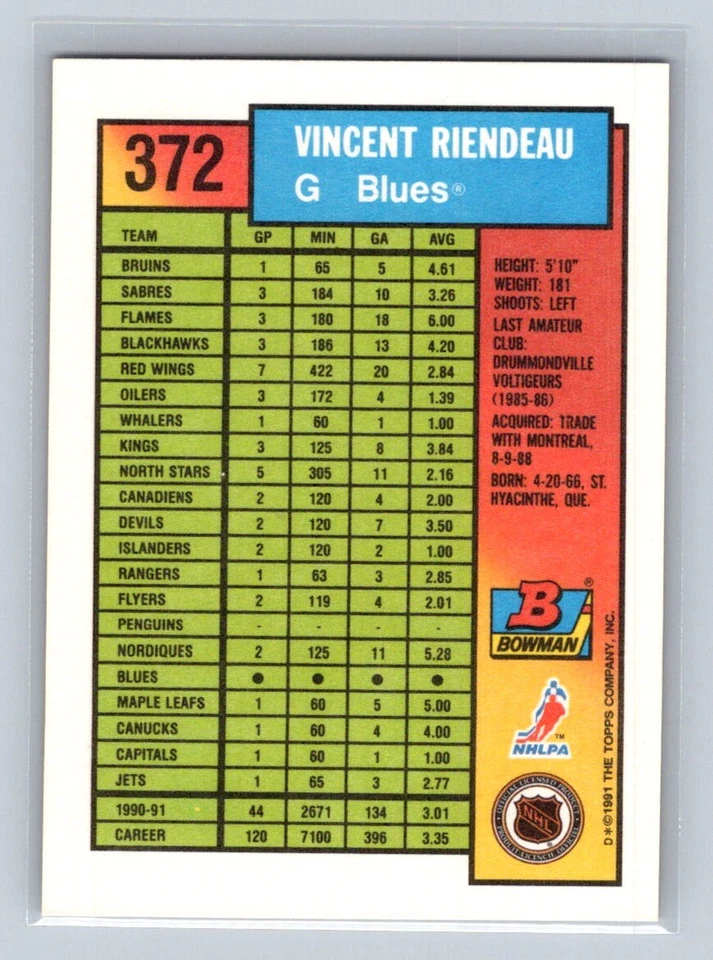 372
VINCENT RIENDEAU
G Blues®
TEAM GP MIN GA AVG
BRUINS 1 65 5 4.61
SABRES 3 184 10 3.26
FLAMES 3 180 18 6.00
BLACKHAWKS 3 186 13 4.20
RED WINGS 7 422 20 2.84
OILERS 3 172 4 1.39
WHALERS 1 60 1 1.00
KINGS 3 125 8 3.84
NORTH STARS 5 305 11 2.16
CANADIENS 2 120 4 2.00
DEVILS 2 120 7 3.50
ISLANDERS 2 120 2 1.00
RANGERS 1 63 3 2.85
FLYERS 2 119 4 2.01
PENGUINS - - - -
NORDIQUES 2 125 11 5.28
BLUES ● ● ● ●
MAPLE LEAFS 1 60 5 5.00
CANUCKS 1 60 4 4.00
CAPITALS 1 60 1 1.00
JETS 1 65 3 2.77
1990-91 44 2671 134 3.01
CAREER 120 7100 396 3.35
HEIGHT: 5'10"
WEIGHT: 181
SHOOTS: LEFT
LAST AMATEUR
CLUB:
DRUMMONDVILLE
VOLTIGEURS
(1985-86)
ACQUIRED: TRADE
WITH MONTREAL,
8-9-88
BORN: 4-20-66, ST.
HYACINTHE, QUE.
B ®
BOWMAN
NHLPA ™
OFFICIAL LICENSED PRODUCT
NHL ®
PRODUIT LICENCIÉ OFFICIEL
D*©1991 THE TOPPS COMPANY, INC.